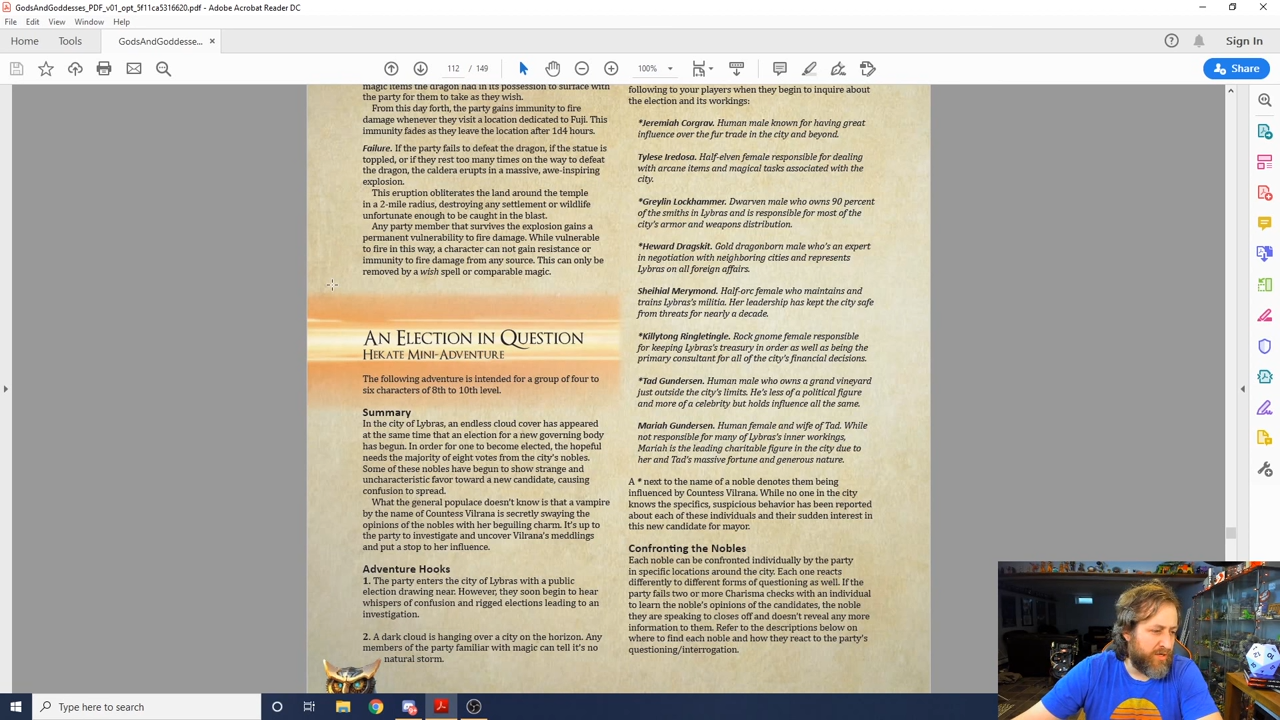 GodsAndGoddesses_PDF_v01_opt_5f11ca5316620.pdf - Adobe Acrobat Reader DC
File Edit View Window Help
Home Tools GodsAndGoddesse... ×
Sign In
112 / 149 100% Share
magic items the dragon had in its possession to surface with
the party for them to take as they wish.
From this day forth, the party gains immunity to fire
damage whenever they visit a location dedicated to Fuji. This
immunity fades as they leave the location after 1d4 hours.
Failure. If the party fails to defeat the dragon, if the statue is
toppled, or if they rest too many times on the way to defeat
the dragon, the caldera erupts in a massive, awe-inspiring
explosion.
This eruption obliterates the land around the temple
in a 2-mile radius, destroying any settlement or wildlife
unfortunate enough to be caught in the blast.
Any party member that survives the explosion gains a
permanent vulnerability to fire damage. While vulnerable
to fire in this way, a character can not gain resistance or
immunity to fire damage from any source. This can only be
removed by a wish spell or comparable magic.
An Election in Question
Hekate Mini-Adventure
The following adventure is intended for a group of four to
six characters of 8th to 10th level.
Summary
In the city of Lybras, an endless cloud cover has appeared
at the same time that an election for a new governing body
has begun. In order for one to become elected, the hopeful
needs the majority of eight votes from the city's nobles.
Some of these nobles have begun to show strange and
uncharacteristic favor toward a new candidate, causing
confusion to spread.
What the general populace doesn't know is that a vampire
by the name of Countess Vilrana is secretly swaying the
opinions of the nobles with her beguiling charm. It's up to
the party to investigate and uncover Vilrana's meddlings
and put a stop to her influence.
Adventure Hooks
1. The party enters the city of Lybras with a public
election drawing near. However, they soon begin to hear
whispers of confusion and rigged elections leading to an
investigation.
2. A dark cloud is hanging over a city on the horizon. Any
members of the party familiar with magic can tell it's no
natural storm.
following to your players when they begin to inquire about
the election and its workings:
*Jeremiah Corgrav. Human male known for having great
influence over the fur trade in the city and beyond.
Tylese Iredosa. Half-elven female responsible for dealing
with arcane items and magical tasks associated with the
city.
*Greylin Lockhammer. Dwarven male who owns 90 percent
of the smiths in Lybras and is responsible for most of the
city's armor and weapons distribution.
*Heward Dragskit. Gold dragonborn male who's an expert
in negotiation with neighboring cities and represents
Lybras on all foreign affairs.
Sheihial Merymond. Half-orc female who maintains and
trains Lybras's militia. Her leadership has kept the city safe
from threats for nearly a decade.
*Killytong Ringletingle. Rock gnome female responsible
for keeping Lybras's treasury in order as well as being the
primary consultant for all of the city's financial decisions.
*Tad Gundersen. Human male who owns a grand vineyard
just outside the city's limits. He's less of a political figure
and more of a celebrity but holds influence all the same.
Mariah Gundersen. Human female and wife of Tad. While
not responsible for many of Lybras's inner workings,
Mariah is the leading charitable figure in the city due to
her and Tad's massive fortune and generous nature.
A * next to the name of a noble denotes them being
influenced by Countess Vilrana. While no one in the city
knows the specifics, suspicious behavior has been reported
about each of these individuals and their sudden interest in
this new candidate for mayor.
Confronting the Nobles
Each noble can be confronted individually by the party
in specific locations around the city. Each one reacts
differently to different forms of questioning as well. If the
party fails two or more Charisma checks with an individual
to learn the noble's opinions of the candidates, the noble
they are speaking to closes off and doesn't reveal any more
information to them. Refer to the descriptions below on
where to find each noble and how they react to the party's
questioning/interrogation.
Type here to search